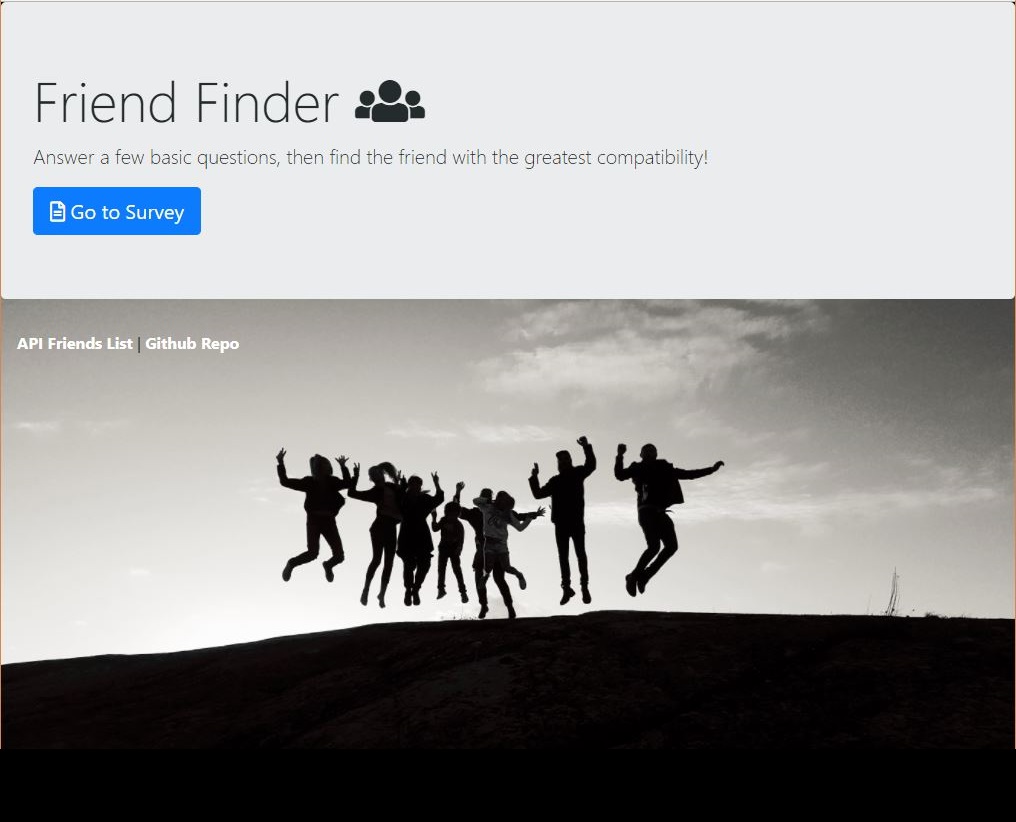 Friend Finder
Answer a few basic questions, then find the friend with the greatest compatibility!
Go to Survey
API Friends List | Github Repo